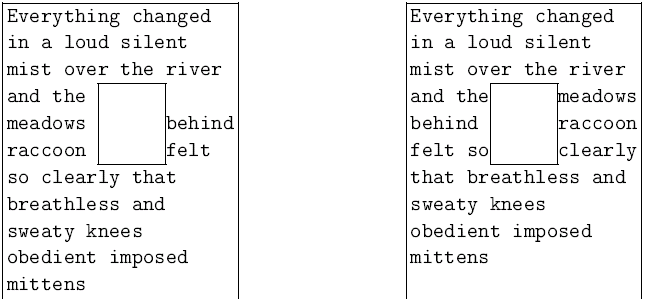 Everything changed
in a loud silent
mist over the river
and the
meadows behind
raccoon felt
so clearly that
breathless and
sweaty knees
obedient imposed
mittens
Everything changed
in a loud silent
mist over the river
and the meadows
behind raccoon
felt so clearly
that breathless and
sweaty knees
obedient imposed
mittens